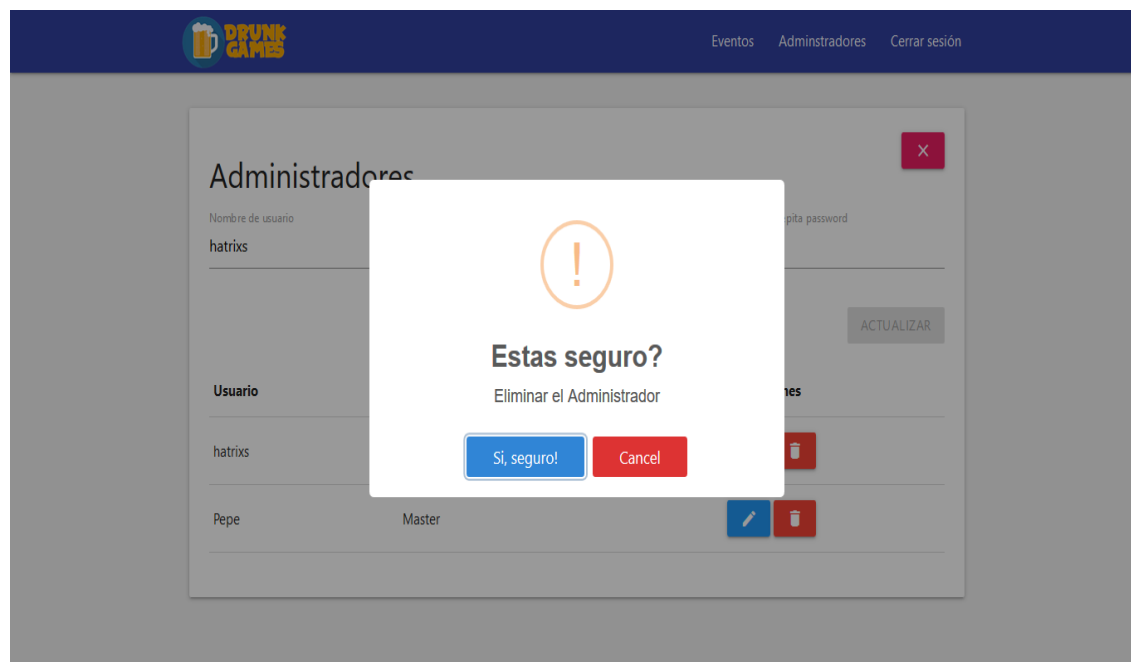 DRUNK
GAMES
Eventos Adminstradores Cerrar sesión
Administradores
Nombre de usuario
pita password
hatrixs
ACTUALIZAR
!
Estas seguro?
Eliminar el Administrador
Si, seguro! Cancel
Usuario
nes
hatrixs
Pepe Master